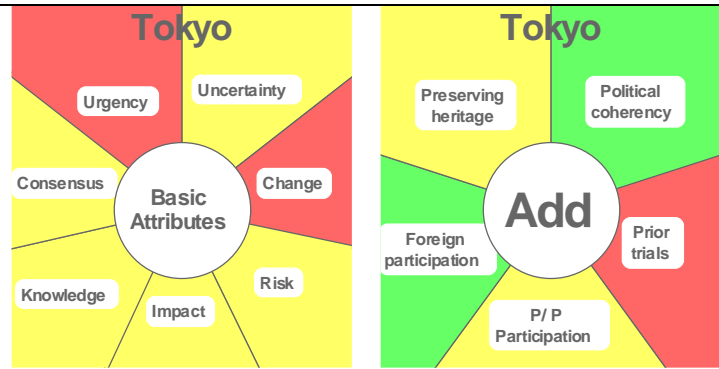 Tokyo
Urgency
Uncertainty
Consensus
Basic
Attributes
Change
Knowledge
Impact
Risk
Tokyo
Preserving
heritage
Political
coherency
Add
Foreign
participation
Prior
trials
P/ P
Participation